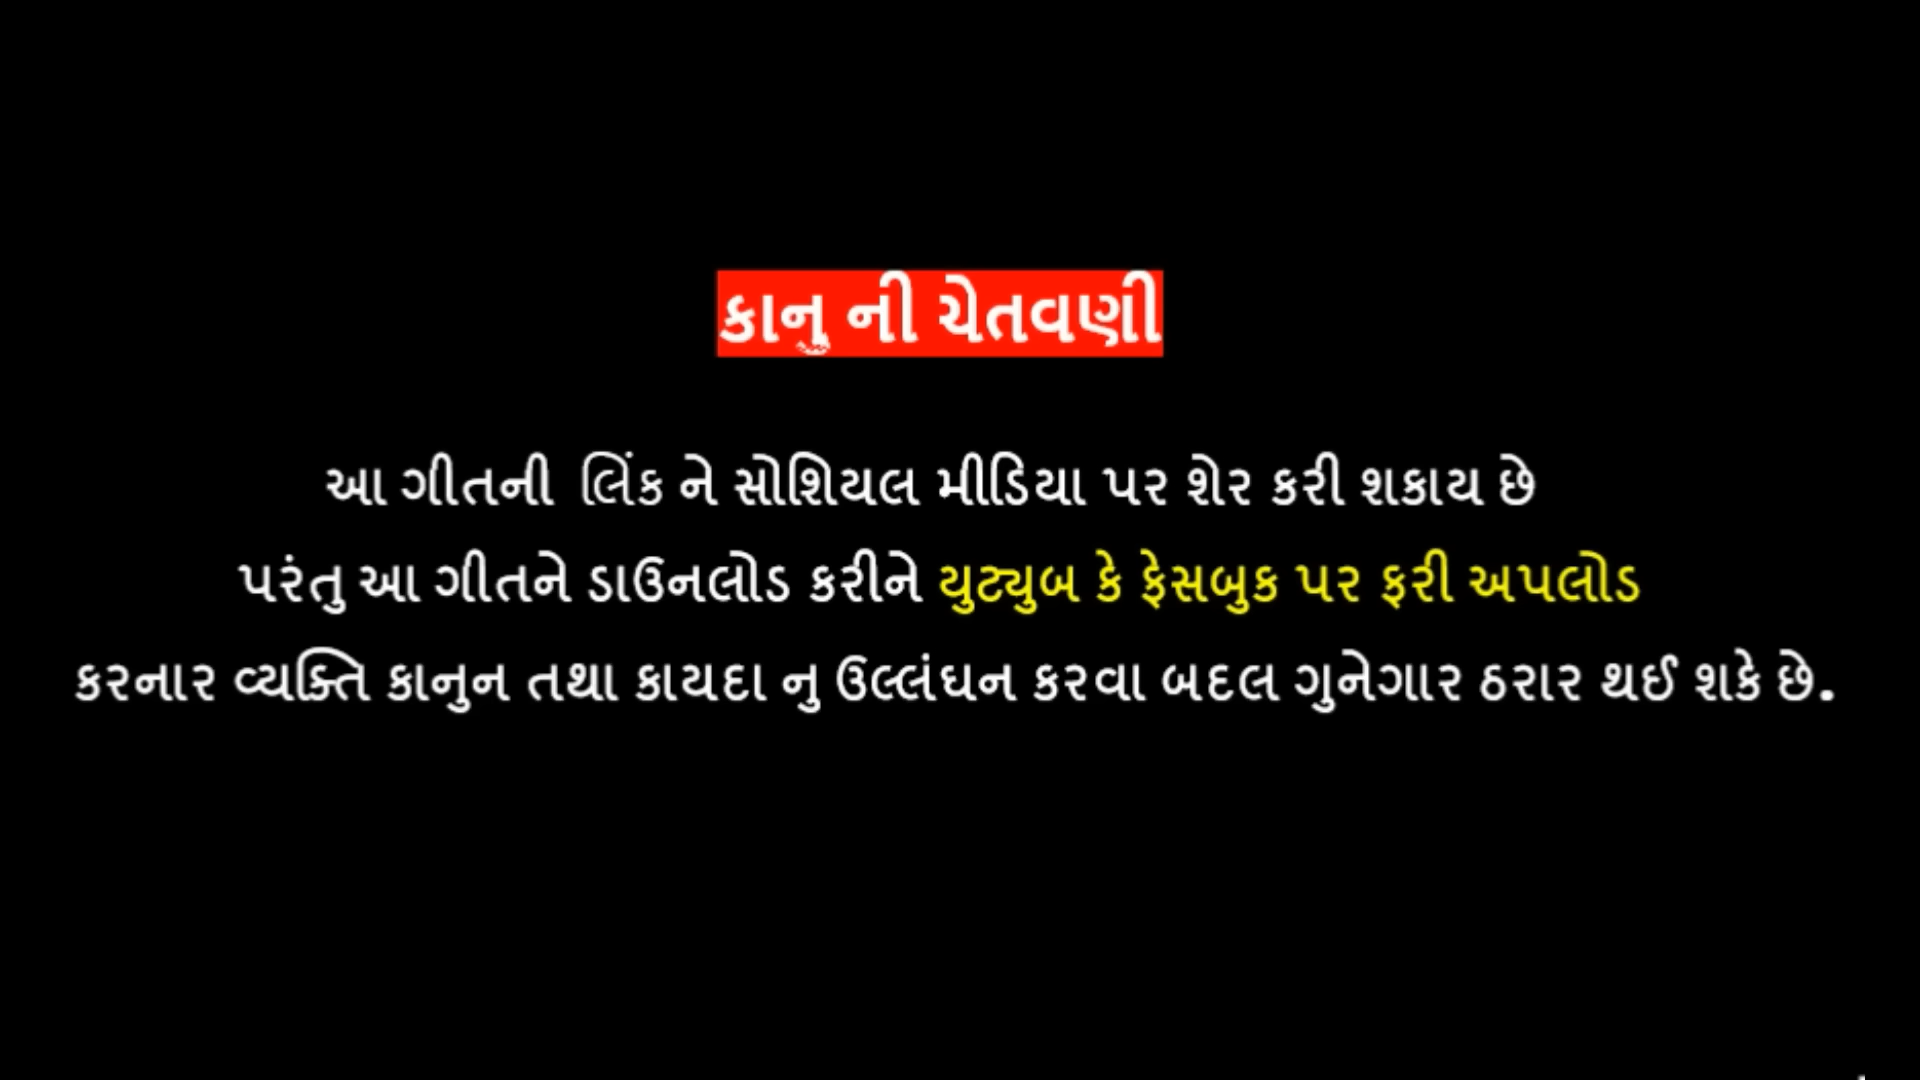 કાનુ ની ચેતવણી
આ ગીતની લિંક ને સોશિયલ મીડિયા પર શેર કરી શકાય છે
પરંતુ આ ગીતને ડાઉનલોડ કરીને યુટ્યુબ કે ફેસબુક પર ફરી અપલોડ
કરનાર વ્યક્તિ કાનુન તથા કાયદા નુ ઉલ્લંઘન કરવા બદલ ગુનેગાર ઠરાર થઈ શકે છે.